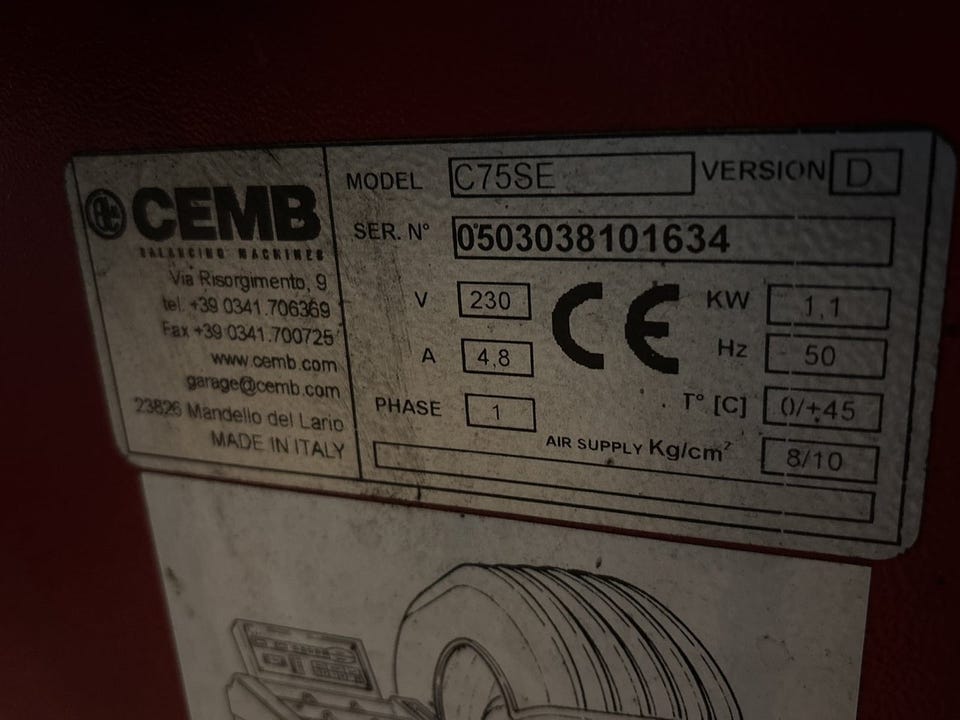 CEMB
BALANCING MACHINES
Via Risorgimento, 9
tel. +39 0341.706369
Fax +39 0341.700725
www.cemb.com
garage@cemb.com
23826 Mandello del Lario
MADE IN ITALY
MODEL C75SE VERSION D
SER. N° 0503038101634
V 230 CE KW 1,1
A 4,8 Hz 50
PHASE 1 T° [C] 0/+45
AIR SUPPLY Kg/cm² 8/10